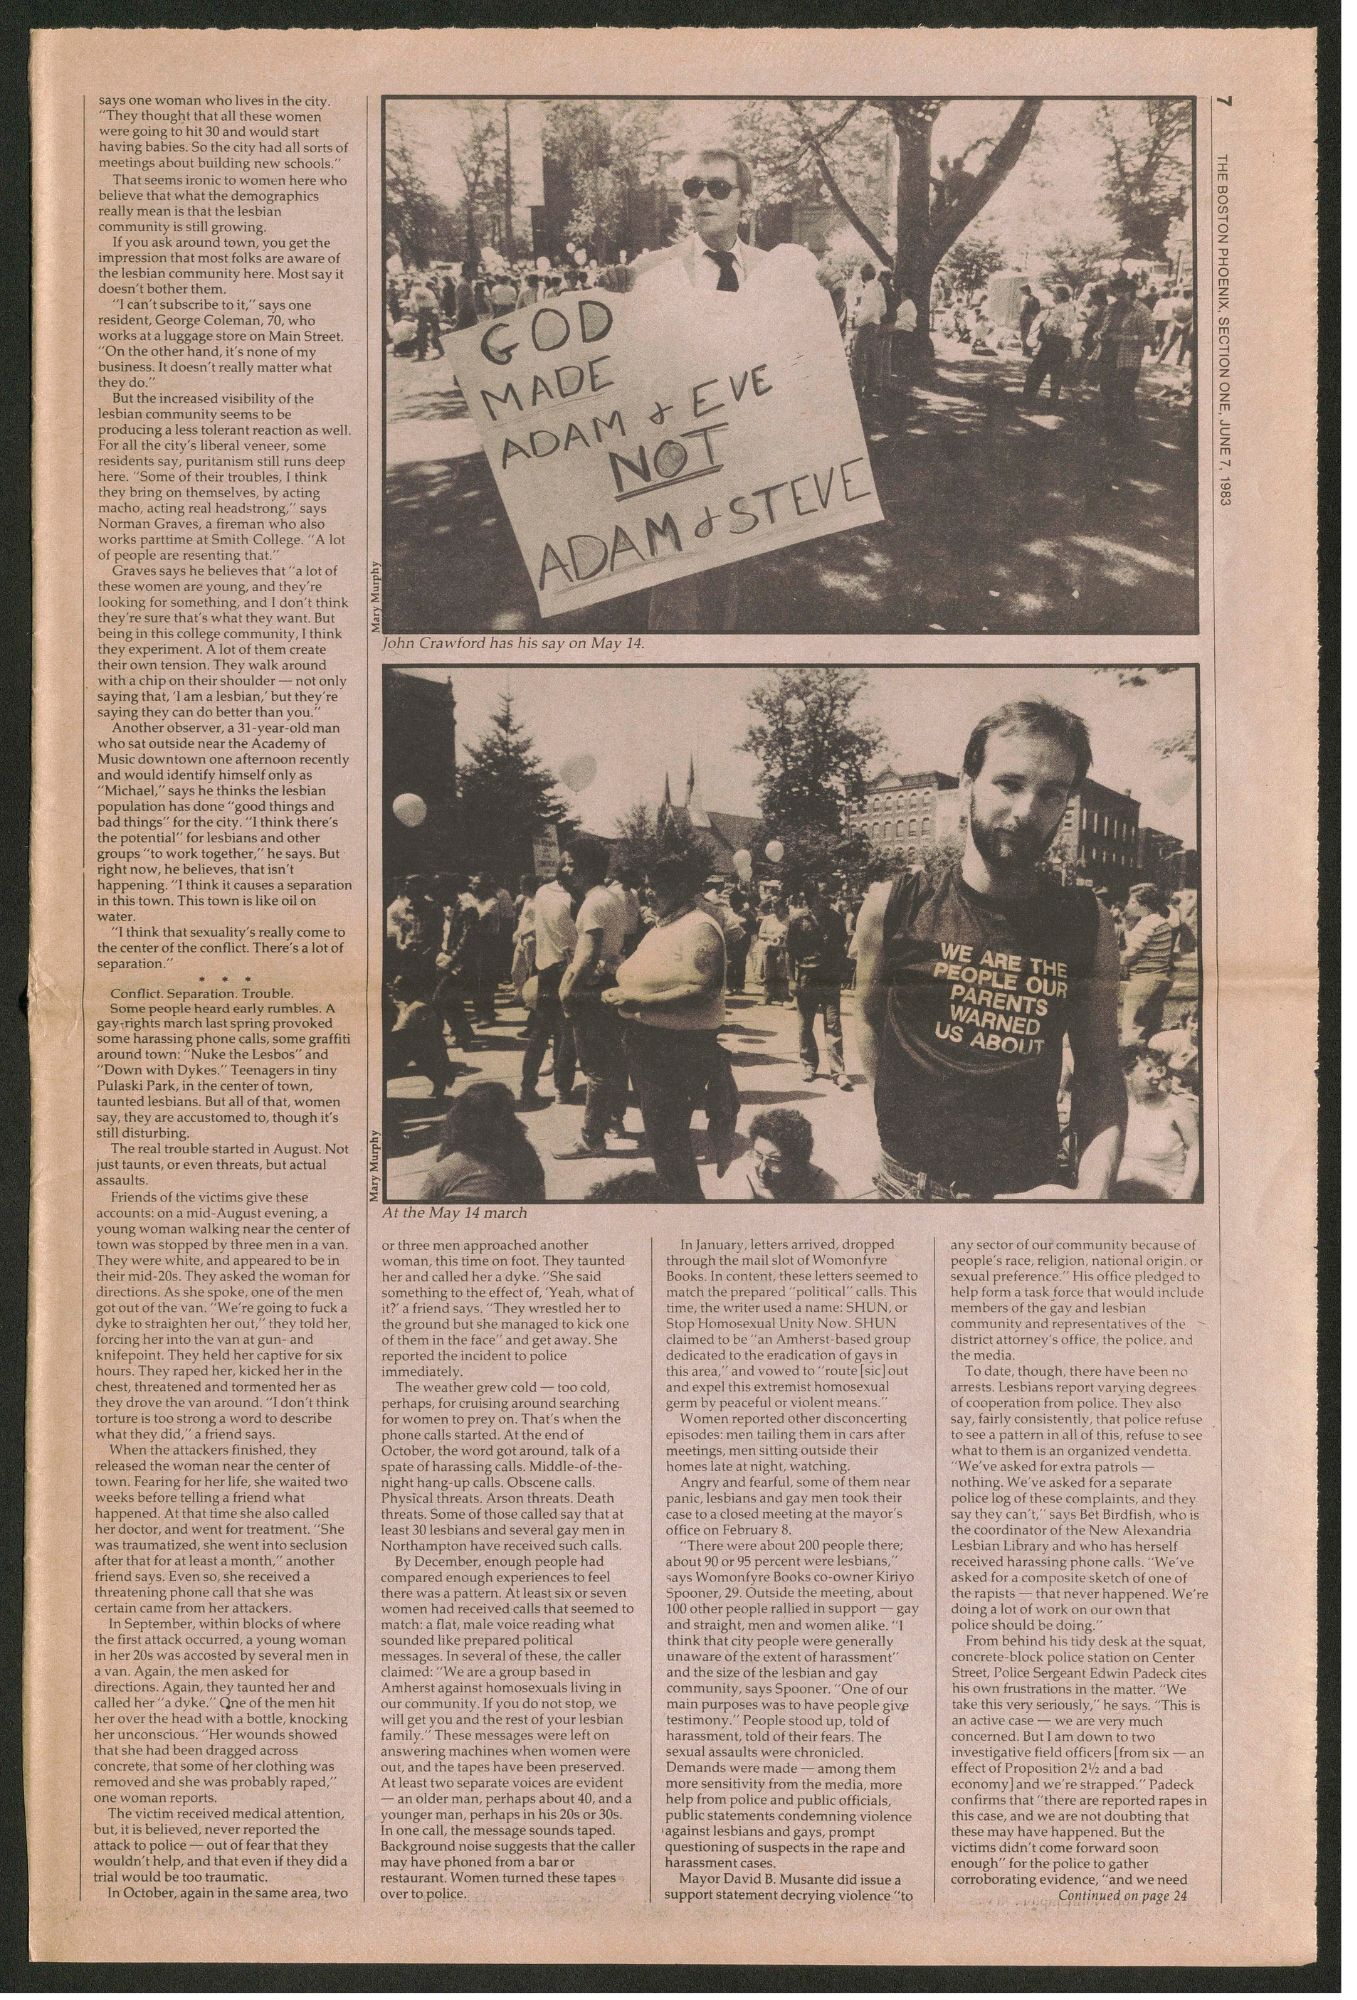 says one woman who lives in the city.
"They thought that all these women
were going to hit 30 and would start
having babies. So the city had all sorts of
meetings about building new schools."
That seems ironic to women here who
believe that what the demographics
really mean is that the lesbian
community is still growing.
If you ask around town, you get the
impression that most folks are aware of
the lesbian community here. Most say it
doesn't bother them.
"I can't subscribe to it," says one
resident, George Coleman, 70, who
works at a luggage store on Main Street.
"On the other hand, it's none of my
business. It doesn't really matter what
they do."
But the increased visibility of the
lesbian community seems to be
producing a less tolerant reaction as well.
For all the city's liberal veneer, some
residents say, puritanism still runs deep
here. "Some of their troubles, I think
they bring on themselves, by acting
macho, acting real headstrong," says
Norman Graves, a fireman who also
works parttime at Smith College. "A lot
of people are resenting that."
Graves says he believes that "a lot of
these women are young, and they're
looking for something, and I don't think
they're sure that's what they want. But
being in this college community, I think
they experiment. A lot of them create
their own tension. They walk around
with a chip on their shoulder — not only
saying that, 'I am a lesbian,' but they're
saying they can do better than you."
Another observer, a 31-year-old man
who sat outside near the Academy of
Music downtown one afternoon recently
and would identify himself only as
"Michael," says he thinks the lesbian
population has done "good things and
bad things" for the city. "I think there's
the potential" for lesbians and other
groups "to work together," he says. But
right now, he believes, that isn't
happening. "I think it causes a separation
in this town. This town is like oil on
water.
"I think that sexuality's really come to
the center of the conflict. There's a lot of
separation."
* * *
Conflict. Separation. Trouble.
Some people heard early rumbles. A
gay-rights march last spring provoked
some harassing phone calls, some graffiti
around town: "Nuke the Lesbos" and
"Down with Dykes." Teenagers in tiny
Pulaski Park, in the center of town,
taunted lesbians. But all of that, women
say, they are accustomed to, though it's
still disturbing.
The real trouble started in August. Not
just taunts, or even threats, but actual
assaults.
Friends of the victims give these
accounts: on a mid-August evening, a
young woman walking near the center of
town was stopped by three men in a van.
They were white, and appeared to be in
their mid-20s. They asked the woman for
directions. As she spoke, one of the men
got out of the van. "We're going to fuck a
dyke to straighten her out," they told her,
forcing her into the van at gun- and
knifepoint. They held her captive for six
hours. They raped her, kicked her in the
chest, threatened and tormented her as
they drove the van around. "I don't think
torture is too strong a word to describe
what they did," a friend says.
When the attackers finished, they
released the woman near the center of
town. Fearing for her life, she waited two
weeks before telling a friend what
happened. At that time she also called
her doctor, and went for treatment. "She
was traumatized, she went into seclusion
after that for at least a month," another
friend says. Even so, she received a
threatening phone call that she was
certain came from her attackers.
In September, within blocks of where
the first attack occurred, a young woman
in her 20s was accosted by several men in
a van. Again, the men asked for
directions. Again, they taunted her and
called her "a dyke." One of the men hit
her over the head with a bottle, knocking
her unconscious. "Her wounds showed
that she had been dragged across
concrete, that some of her clothing was
removed and she was probably raped,"
one woman reports.
The victim received medical attention,
but, it is believed, never reported the
attack to police — out of fear that they
wouldn't help, and that even if they did a
trial would be too traumatic.
In October, again in the same area, two
GOD
MADE
ADAM & EVE
NOT
ADAM & STEVE
Mary Murphy
John Crawford has his say on May 14.
WE ARE THE
PEOPLE OUR
PARENTS
WARNED
US ABOUT
Mary Murphy
At the May 14 march
or three men approached another
woman, this time on foot. They taunted
her and called her a dyke. "She said
something to the effect of, 'Yeah, what of
it?' a friend says. "They wrestled her to
the ground but she managed to kick one
of them in the face" and get away. She
reported the incident to police
immediately.
The weather grew cold — too cold,
perhaps, for cruising around searching
for women to prey on. That's when the
phone calls started. At the end of
October, the word got around, talk of a
spate of harassing calls. Middle-of-the-
night hang-up calls. Obscene calls.
Physical threats. Arson threats. Death
threats. Some of those called say that at
least 30 lesbians and several gay men in
Northampton have received such calls.
By December, enough people had
compared enough experiences to feel
there was a pattern. At least six or seven
women had received calls that seemed to
match: a flat, male voice reading what
sounded like prepared political
messages. In several of these, the caller
claimed: "We are a group based in
Amherst against homosexuals living in
our community. If you do not stop, we
will get you and the rest of your lesbian
family." These messages were left on
answering machines when women were
out, and the tapes have been preserved.
At least two separate voices are evident
— an older man, perhaps about 40, and a
younger man, perhaps in his 20s or 30s.
In one call, the message sounds taped.
Background noise suggests that the caller
may have phoned from a bar or
restaurant. Women turned these tapes
over to police.
In January, letters arrived, dropped
through the mail slot of Womonfyre
Books. In content, these letters seemed to
match the prepared "political" calls. This
time, the writer used a name: SHUN, or
Stop Homosexual Unity Now. SHUN
claimed to be "an Amherst-based group
dedicated to the eradication of gays in
this area," and vowed to "route [sic] out
and expel this extremist homosexual
germ by peaceful or violent means."
Women reported other disconcerting
episodes: men tailing them in cars after
meetings, men sitting outside their
homes late at night, watching.
Angry and fearful, some of them near
panic, lesbians and gay men took their
case to a closed meeting at the mayor's
office on February 8.
"There were about 200 people there;
about 90 or 95 percent were lesbians,"
says Womonfyre Books co-owner Kiriyo
Spooner, 29. Outside the meeting, about
100 other people rallied in support — gay
and straight, men and women alike. "I
think that city people were generally
unaware of the extent of harassment"
and the size of the lesbian and gay
community, says Spooner. "One of our
main purposes was to have people give
testimony." People stood up, told of
harassment, told of their fears. The
sexual assaults were chronicled.
Demands were made — among them
more sensitivity from the media, more
help from police and public officials,
public statements condemning violence
against lesbians and gays, prompt
questioning of suspects in the rape and
harassment cases.
Mayor David B. Musante did issue a
support statement decrying violence "to
any sector of our community because of
people's race, religion, national origin, or
sexual preference." His office pledged to
help form a task force that would include
members of the gay and lesbian
community and representatives of the
district attorney's office, the police, and
the media.
To date, though, there have been no
arrests. Lesbians report varying degrees
of cooperation from police. They also
say, fairly consistently, that police refuse
to see a pattern in all of this, refuse to see
what to them is an organized vendetta.
"We've asked for extra patrols —
nothing. We've asked for a separate
police log of these complaints, and they
say they can't," says Bet Birdfish, who is
the coordinator of the New Alexandria
Lesbian Library and who has herself
received harassing phone calls. "We've
asked for a composite sketch of one of
the rapists — that never happened. We're
doing a lot of work on our own that
police should be doing."
From behind his tidy desk at the squat,
concrete-block police station on Center
Street, Police Sergeant Edwin Padeck cites
his own frustrations in the matter. "We
take this very seriously," he says. "This is
an active case — we are very much
concerned. But I am down to two
investigative field officers [from six — an
effect of Proposition 2½ and a bad
economy] and we're strapped." Padeck
confirms that "there are reported rapes in
this case, and we are not doubting that
these may have happened. But the
victims didn't come forward soon
enough" for the police to gather
corroborating evidence, "and we need
Continued on page 24
7
THE BOSTON PHOENIX, SECTION ONE, JUNE 7, 1983